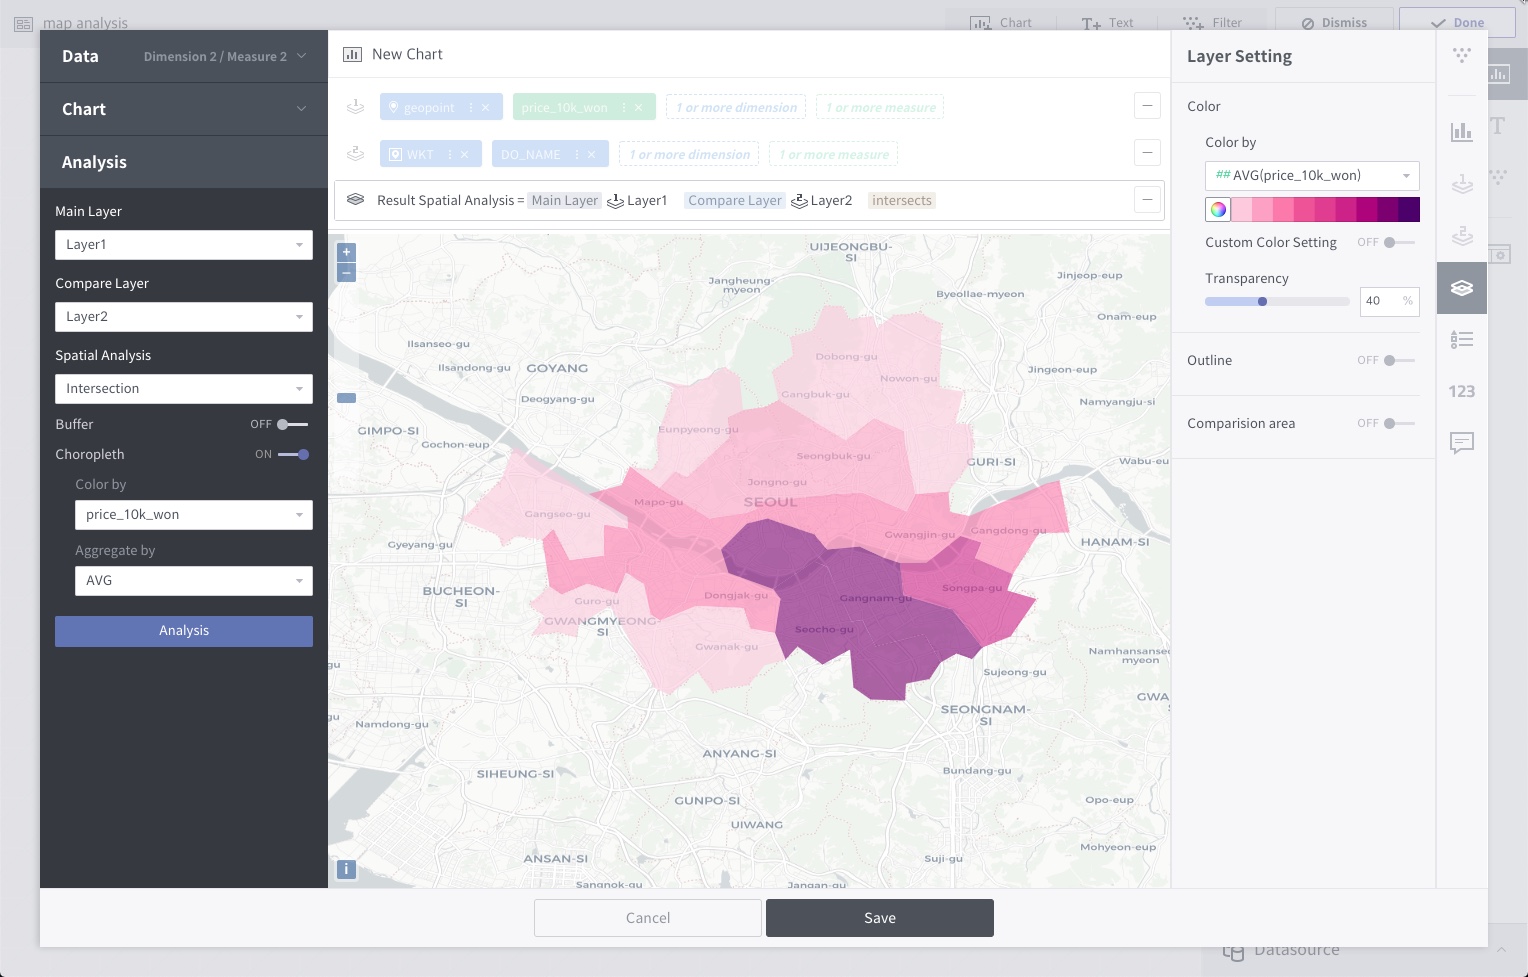 map analysis
Chart
Text
Filter
Dismiss
Done
Data
Dimension 2 / Measure 2
Chart
Analysis
Main Layer
Layer1
Compare Layer
Layer2
Spatial Analysis
Intersection
Buffer
OFF
Choropleth
ON
Color by
price_10k_won
Aggregate by
AVG
Analysis
New Chart
1
geopoint
price_10k_won
1 or more dimension
1 or more measure
2
WKT
DO_NAME
1 or more dimension
1 or more measure
Result Spatial Analysis = Main Layer Layer1 Compare Layer Layer2 intersects
+
−
UIJEONGBU-
SI
Jangheung-
myeon
Jinjeop-eup
Byeollae-myeon
Onam-eup
Ilsanseo-gu
Dobong-gu
Ilsandong-gu
GOYANG
Nowon-gu
Jingeon-eup
Gangbuk-gu
Deogyang-gu
Namyangju-si
GIMPO-SI
Eunpyeong-gu
Gochon-eup
Seongbuk-gu
GURI-SI
Wabu-eu
Jongno-gu
Mapo-gu
SEOUL
Gangseo-gu
Gangdong-gu
Gwangjin-gu
Gyeyang-gu
HANAM-SI
BUCHEON-
SI
Songpa-gu
Dongjak-gu
Gangnam-gu
Guro-gu
GWANGMYEONG-
SI
Seocho-gu
Gwanak-gu
Namhansanse
myeon
gu
Sujeong-gu
GWA
SEONGNAM-
SI
gu
Namdong-gu
ANYANG-SI
SIHEUNG-SI
Bundang-gu
GUNPO-SI
Opo-eup
UIWANG
Mohyeon-eup
ANSAN-SI
Suji-gu
Sangnok-gu
Jangan-gu
i
Layer Setting
Color
Color by
## AVG(price_10k_won)
Custom Color Setting
OFF
Transparency
40 %
Outline
OFF
Comparision area
OFF
1
2
123
T
Cancel
Save
Datasource